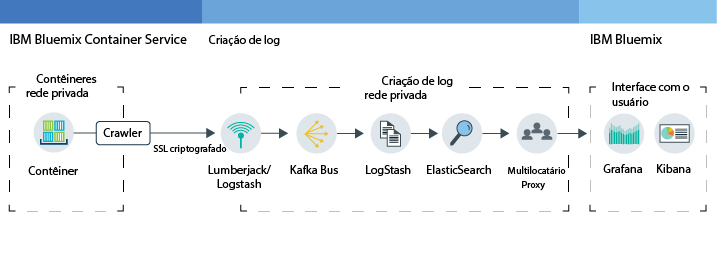 IBM Bluemix Container Service
Criação de log
IBM Bluemix
Contêineres
rede privada
Criação de log
rede privada
Interface com o
usuário
Crawler
SSL criptografado
Contêiner
Lumberjack/
Logstash
Kafka Bus
LogStash
ElasticSearch
Multilocatário
Proxy
Grafana
Kibana